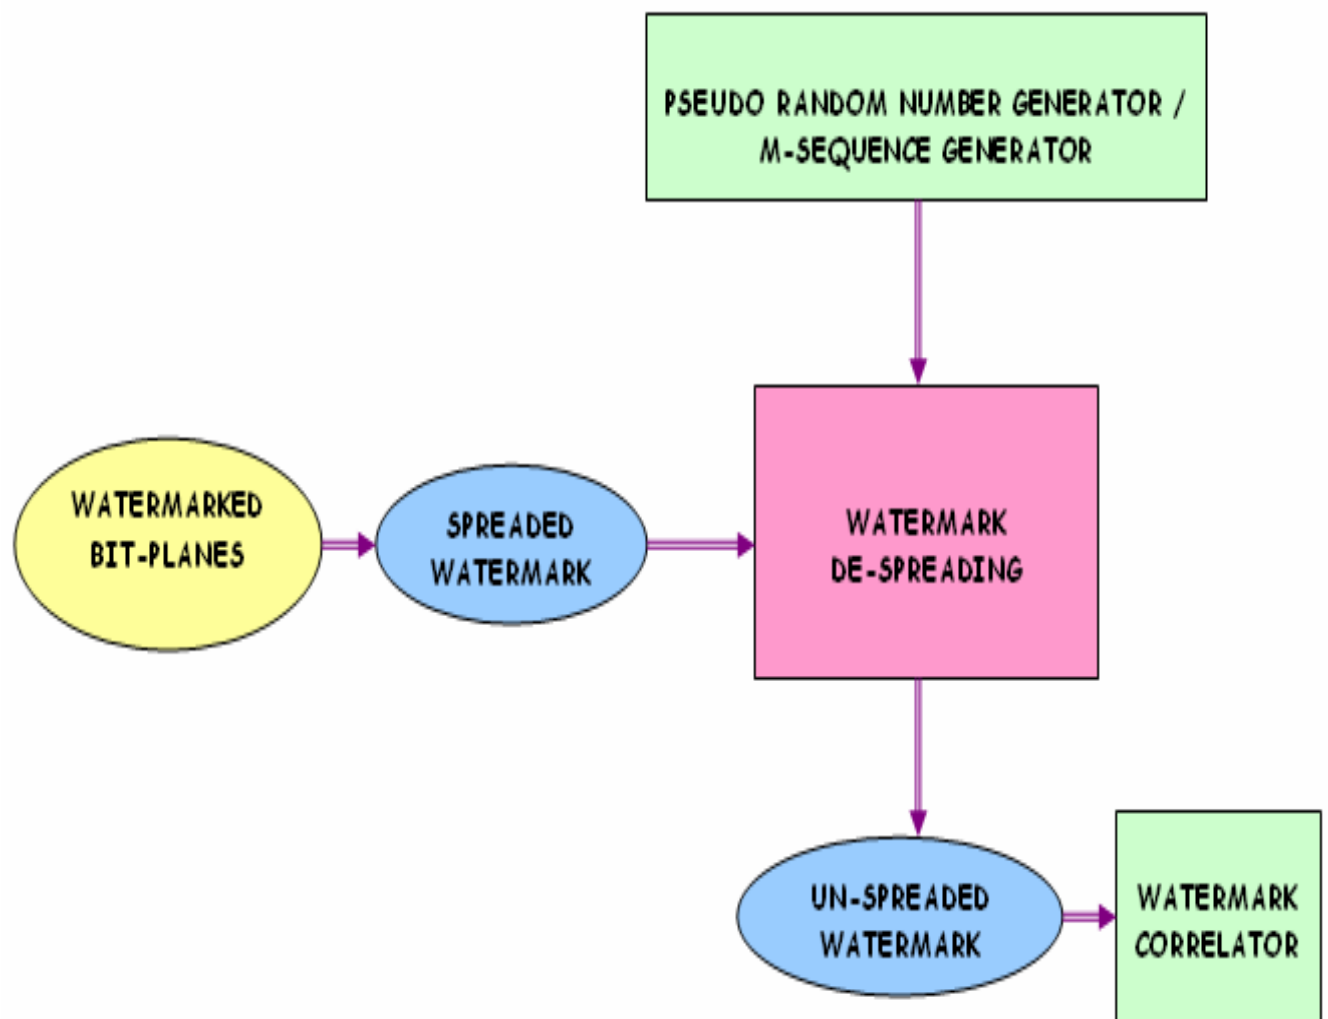 PSEUDO RANDOM NUMBER GENERATOR /
M-SEQUENCE GENERATOR
WATERMARKED
BIT-PLANES
SPREADED
WATERMARK
WATERMARK
DE-SPREADING
UN-SPREADED
WATERMARK
WATERMARK
CORRELATOR